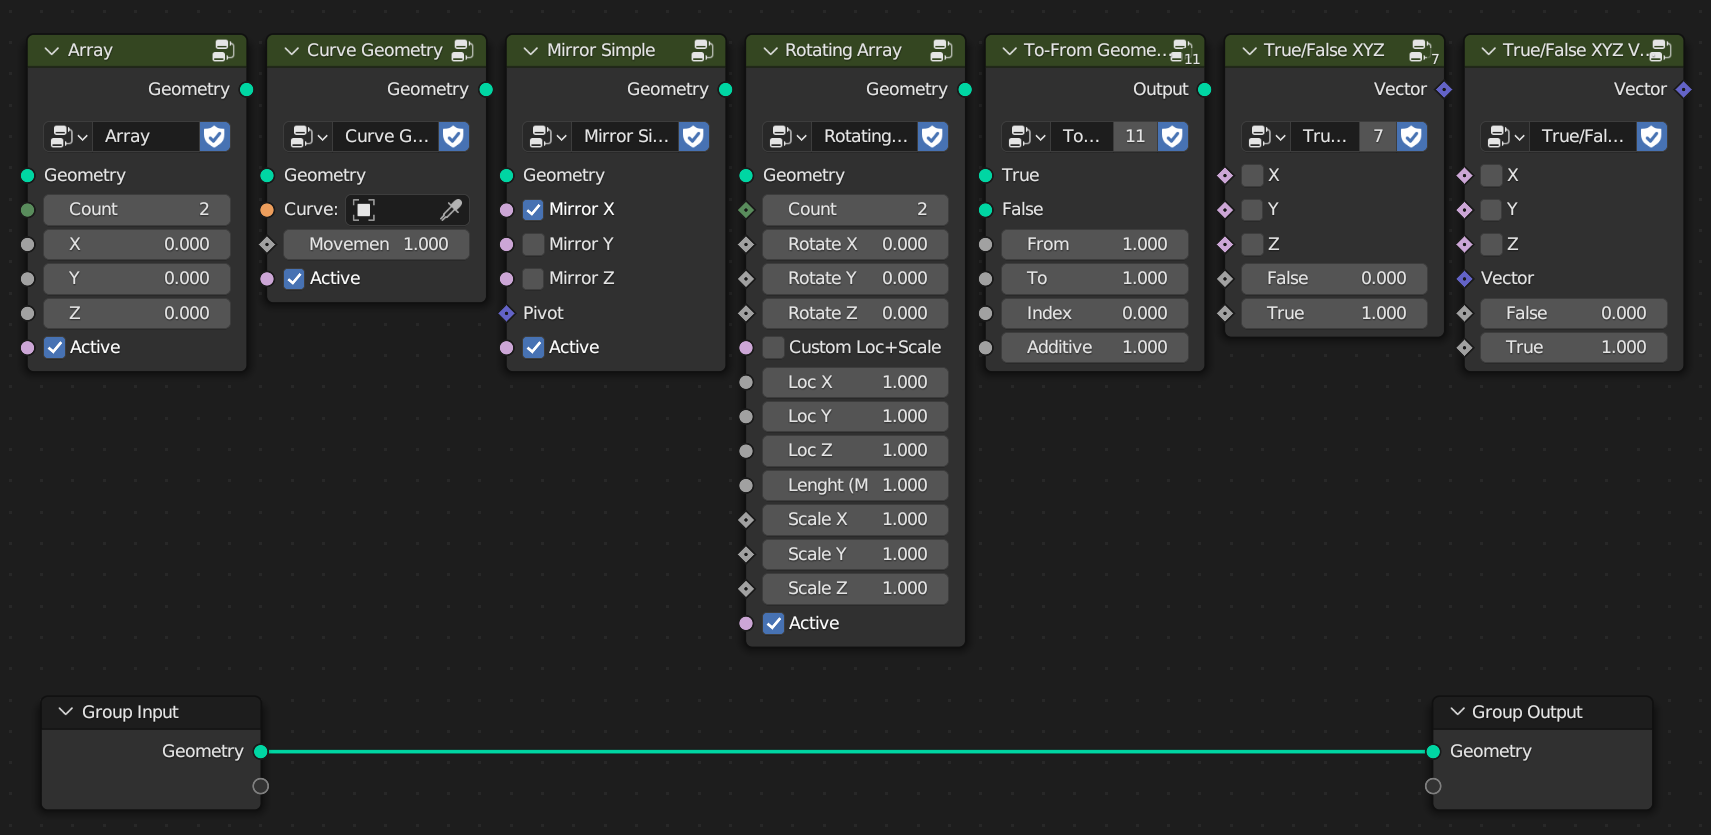 Array
Geometry
Array
Geometry
Count 2
X 0.000
Y 0.000
Z 0.000
Active
Curve Geometry
Geometry
Curve G...
Geometry
Curve:
Movemen 1.000
Active
Mirror Simple
Geometry
Mirror Si...
Geometry
Mirror X
Mirror Y
Mirror Z
Pivot
Active
Rotating Array
Geometry
Rotating...
Geometry
Count 2
Rotate X 0.000
Rotate Y 0.000
Rotate Z 0.000
Custom Loc+Scale
Loc X 1.000
Loc Y 1.000
Loc Z 1.000
Lenght (M 1.000
Scale X 1.000
Scale Y 1.000
Scale Z 1.000
Active
To-From Geome... 11
Output
To... 11
True
False
From 1.000
To 1.000
Index 0.000
Additive 1.000
True/False XYZ 7
Vector
Tru... 7
X
Y
Z
False 0.000
True 1.000
True/False XYZ V...
Vector
True/Fal...
X
Y
Z
Vector
False 0.000
True 1.000
Group Input
Geometry
Group Output
Geometry